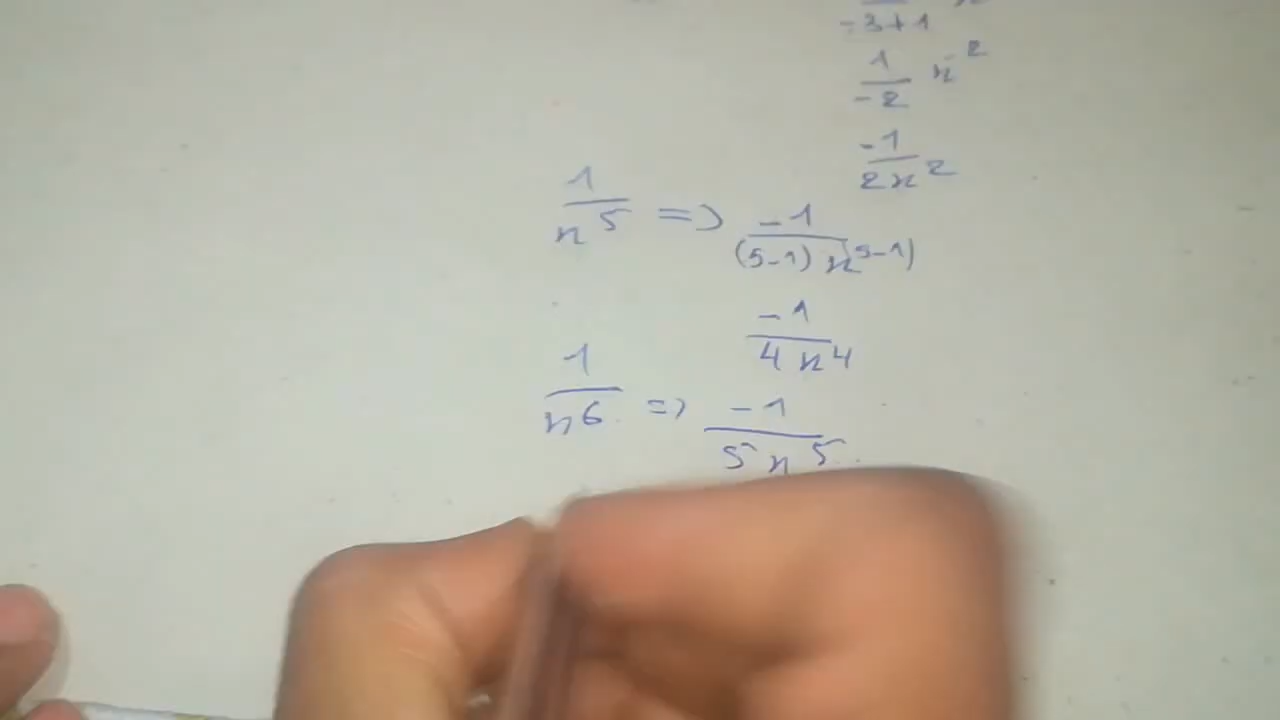 -3+1
1/-2 x^-2
-1/2x^2
1/x^5 => -1/(5-1)x^(5-1)
-1/4x^4
1/x^6 => -1/5x^5